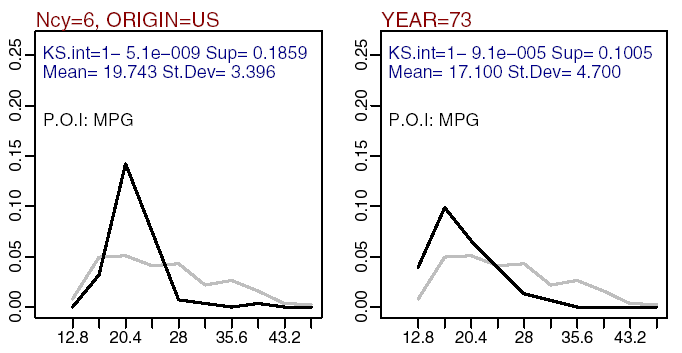 Ncy=6, ORIGIN=US
KS.int=1– 5.1e–009 Sup= 0.1859
Mean= 19.743 St.Dev= 3.396
P.O.I: MPG
0.25
0.20
0.15
0.10
0.05
0.00
12.8 20.4 28 35.6 43.2
YEAR=73
KS.int=1– 9.1e–005 Sup= 0.1005
Mean= 17.100 St.Dev= 4.700
P.O.I: MPG
0.25
0.20
0.15
0.10
0.05
0.00
12.8 20.4 28 35.6 43.2